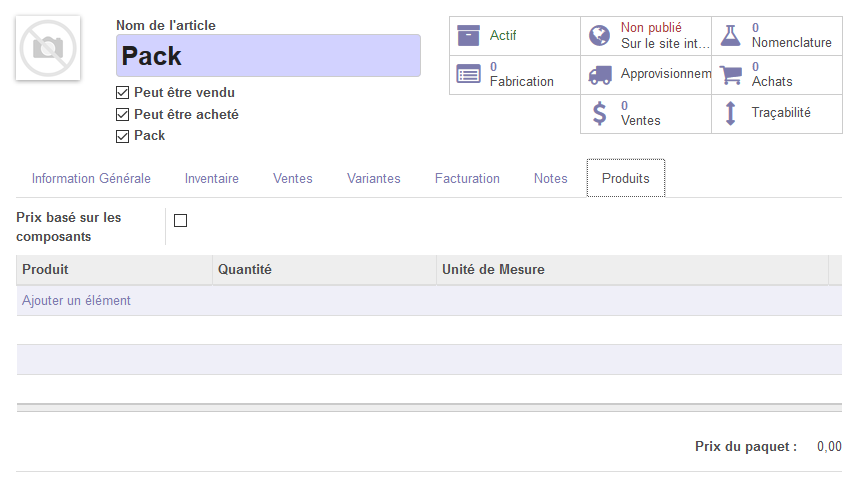 Nom de l'article
Pack
Peut être vendu
Peut être acheté
Pack
Actif
Non publié
Sur le site int...
0
Nomenclature
0
Fabrication
Approvisionnem
0
Achats
0
Ventes
Traçabilité
Information Générale Inventaire Ventes Variantes Facturation Notes Produits
Prix basé sur les
composants
Produit Quantité Unité de Mesure
Ajouter un élément
Prix du paquet : 0,00